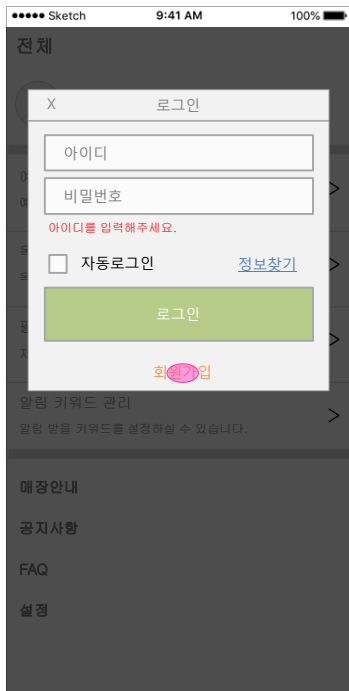 Sketch 9:41 AM 100%
전체
X 로그인
아이디
비밀번호
아이디를 입력해주세요.
자동로그인 정보찾기
로그인
회원가입
알림 키워드 관리
알림 받을 키워드를 설정하실 수 있습니다.
매장안내
공지사항
FAQ
설정